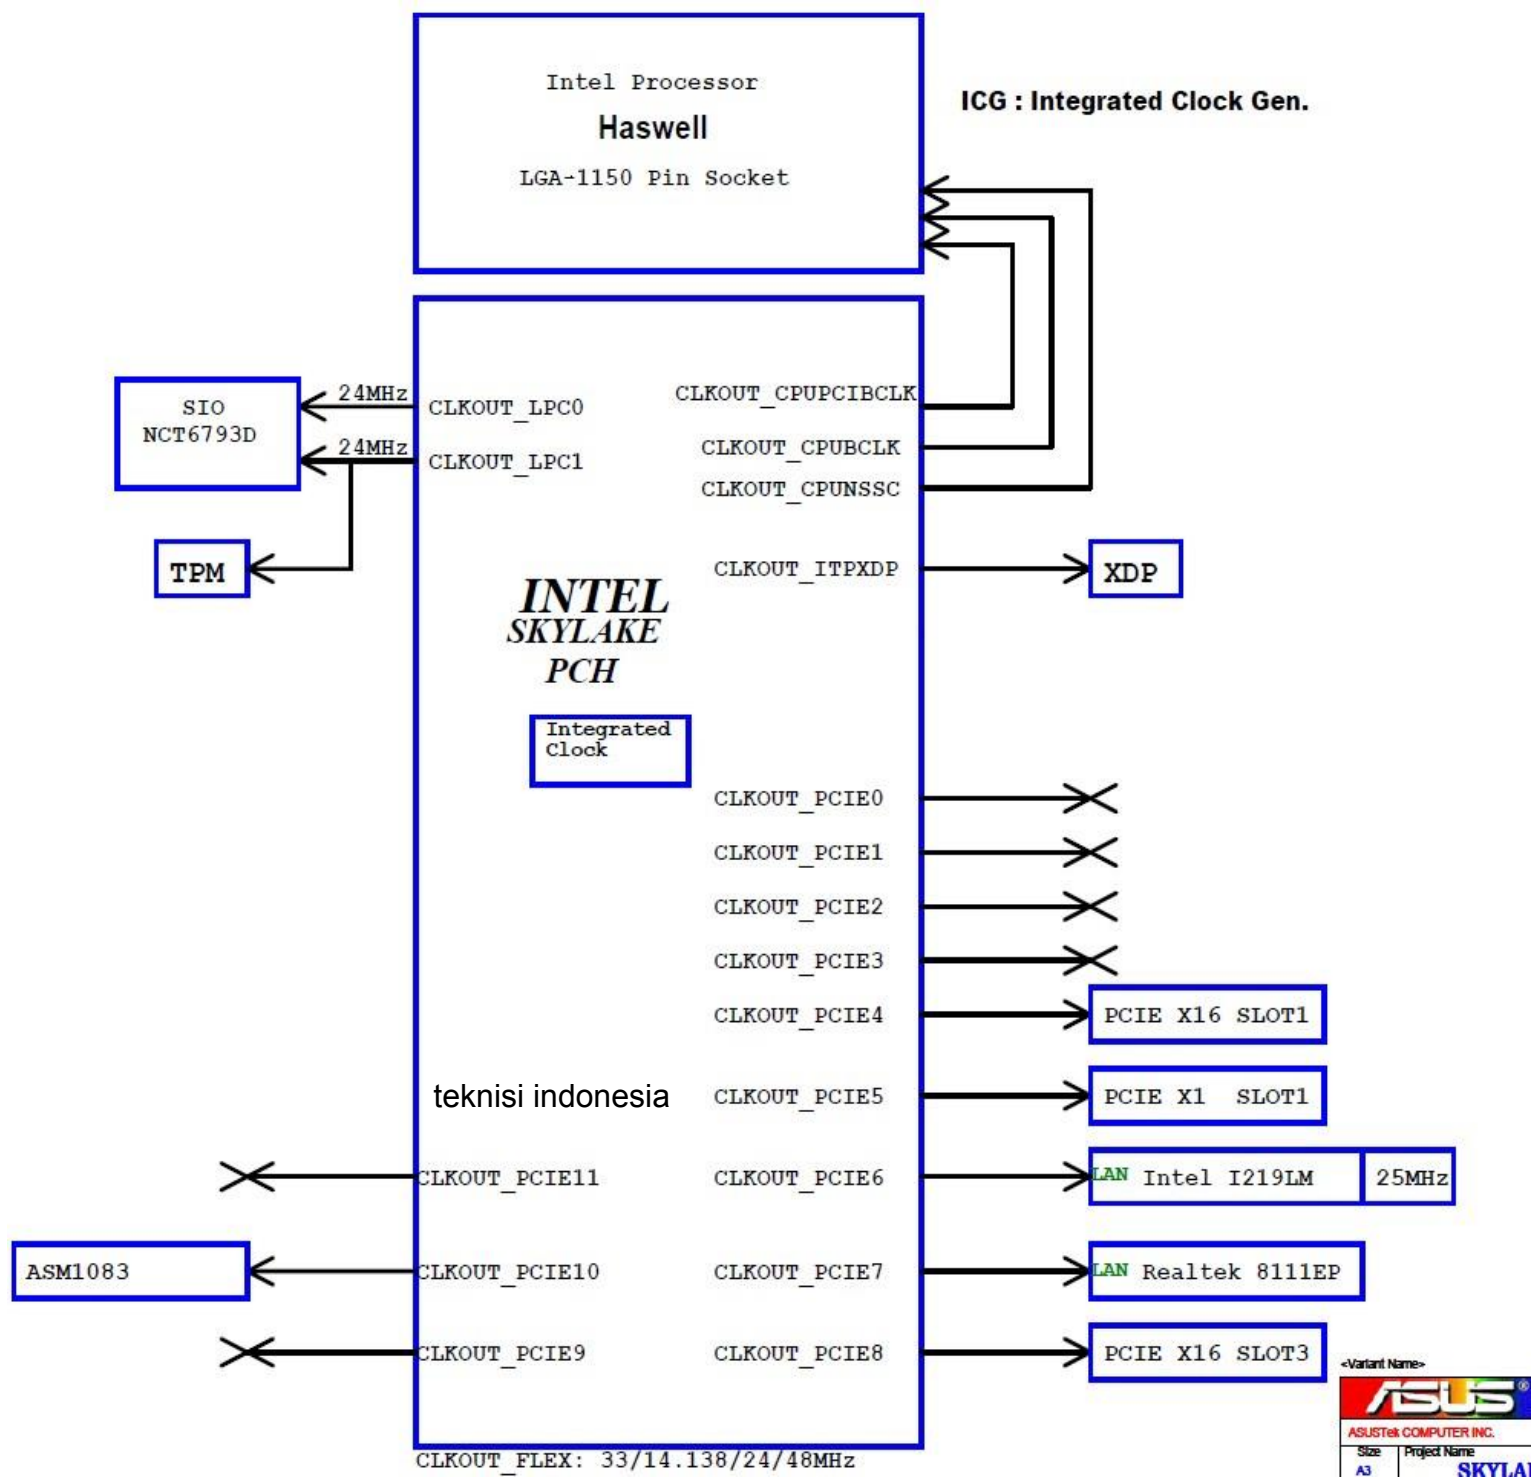 Intel Processor
Haswell
LGA-1150 Pin Socket
ICG : Integrated Clock Gen.
SIO
NCT6793D
24MHz
CLKOUT_LPC0
24MHz
CLKOUT_LPC1
TPM
CLKOUT_CPUPCIBCLK
CLKOUT_CPUBCLK
CLKOUT_CPUNSSC
CLKOUT_ITPXDP
XDP
INTEL
SKYLAKE
PCH
Integrated
Clock
CLKOUT_PCIE0
CLKOUT_PCIE1
CLKOUT_PCIE2
CLKOUT_PCIE3
CLKOUT_PCIE4
PCIE X16 SLOT1
teknisi indonesia
CLKOUT_PCIE5
PCIE X1 SLOT1
CLKOUT_PCIE11
CLKOUT_PCIE6
LAN Intel I219LM
25MHz
ASM1083
CLKOUT_PCIE10
CLKOUT_PCIE7
LAN Realtek 8111EP
CLKOUT_PCIE9
CLKOUT_PCIE8
PCIE X16 SLOT3
CLKOUT_FLEX: 33/14.138/24/48MHz
<Variant Name>
ASUS®
ASUSTek COMPUTER INC.
Size
Project Name
A3